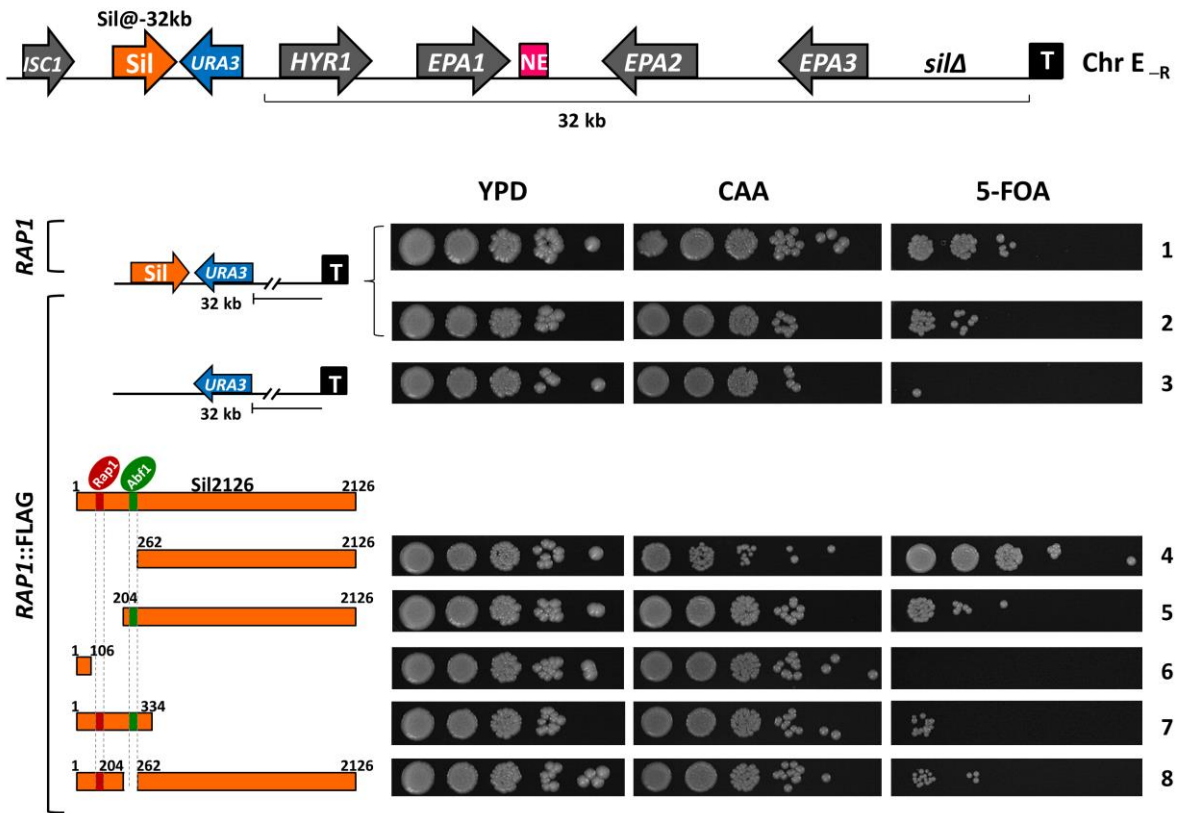 Sil@-32kb
ISC1 Sil URA3 HYR1 EPA1 NE EPA2 EPA3 silΔ T Chr E –R
32 kb
YPD CAA 5-FOA
RAP1
Sil URA3 T
32 kb
1
2
URA3 T
32 kb
3
RAP1::FLAG
Rap1 Abf1
1 Sil2126 2126
262 2126
4
204 2126
5
1 106
6
1 334
7
1 204 262 2126
8